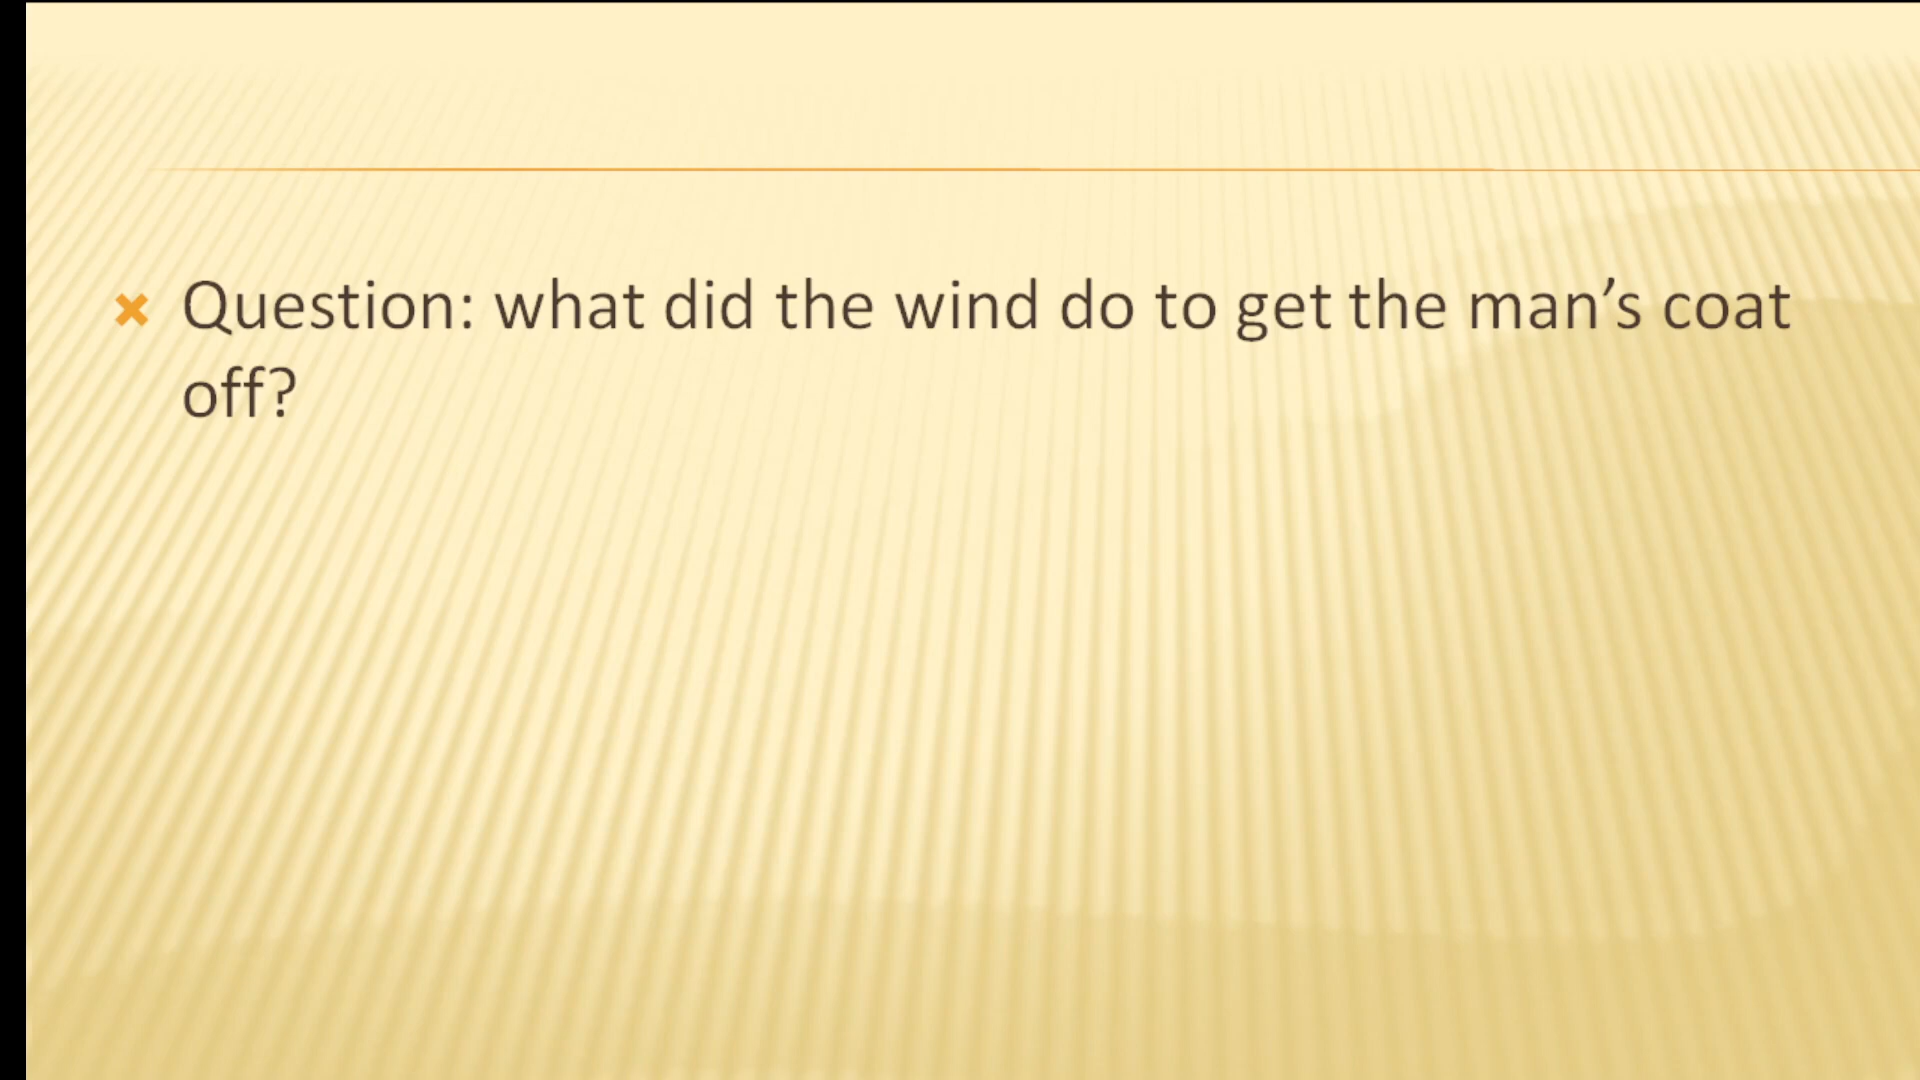 Question: what did the wind do to get the man’s coat
off?